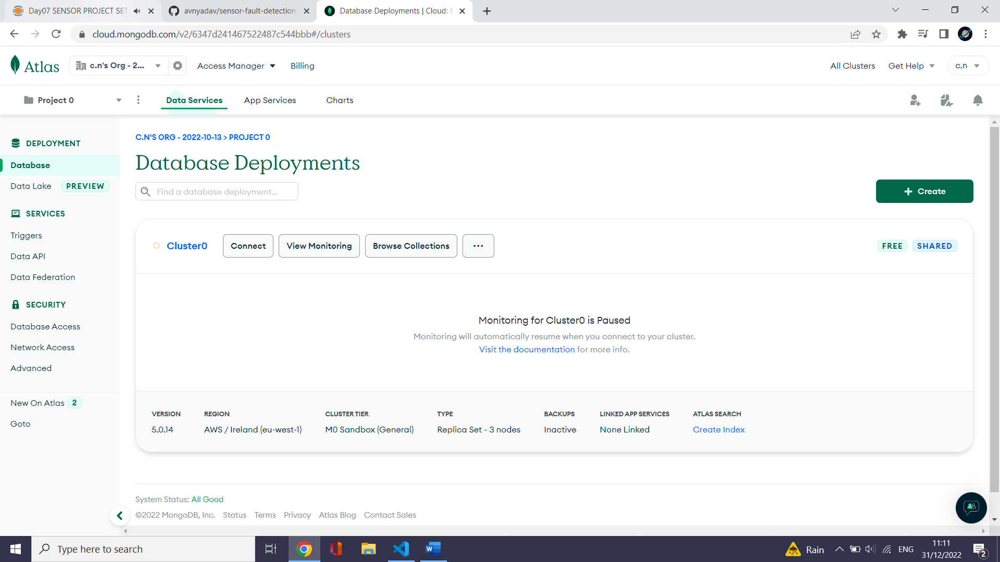 Day07 SENSOR PROJECT SET
avnyadav/sensor-fault-detection:
Database Deployments | Cloud: M
cloud.mongodb.com/v2/6347d241467522487c544bbb#/clusters
Atlas
c.n's Org - 2...
Access Manager
Billing
All Clusters
Get Help
c.n
Project 0
Data Services
App Services
Charts
DEPLOYMENT
Database
Data Lake PREVIEW
SERVICES
Triggers
Data API
Data Federation
SECURITY
Database Access
Network Access
Advanced
New On Atlas 2
Goto
C.N'S ORG - 2022-10-13 > PROJECT 0
Database Deployments
Find a database deployment...
+ Create
Cluster0
Connect
View Monitoring
Browse Collections
...
FREE
SHARED
Monitoring for Cluster0 is Paused
Monitoring will automatically resume when you connect to your cluster.
Visit the documentation for more info.
VERSION
5.0.14
REGION
AWS / Ireland (eu-west-1)
CLUSTER TIER
M0 Sandbox (General)
TYPE
Replica Set - 3 nodes
BACKUPS
Inactive
LINKED APP SERVICES
None Linked
ATLAS SEARCH
Create Index
System Status: All Good
©2022 MongoDB, Inc. Status Terms Privacy Atlas Blog Contact Sales
Type here to search
Rain
ENG
11:11
31/12/2022
2